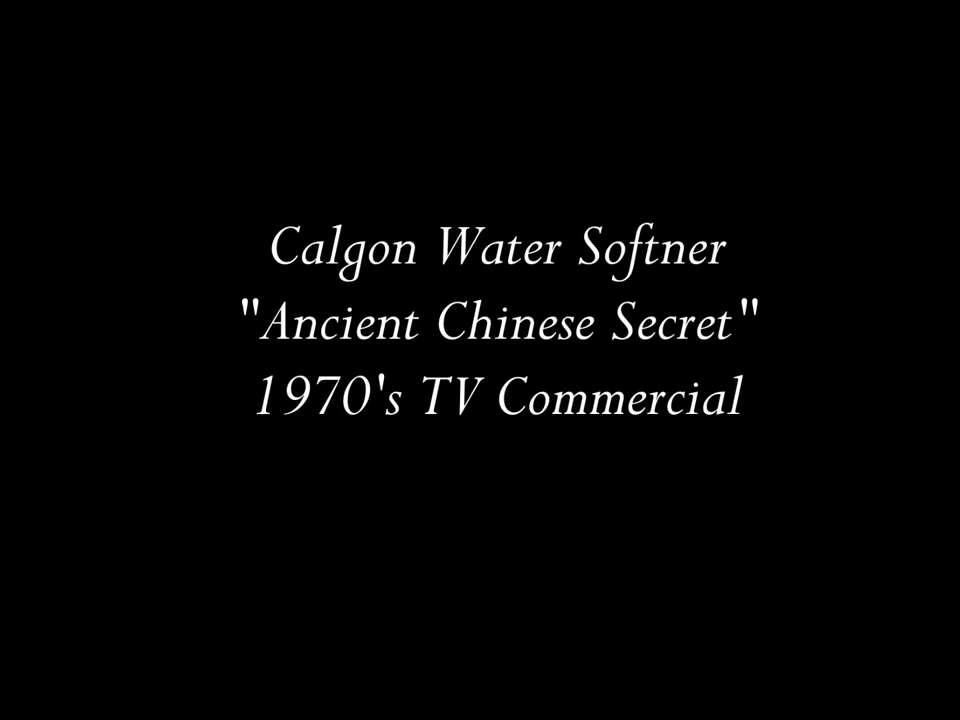 Calgon Water Softner
"Ancient Chinese Secret"
1970's TV Commercial